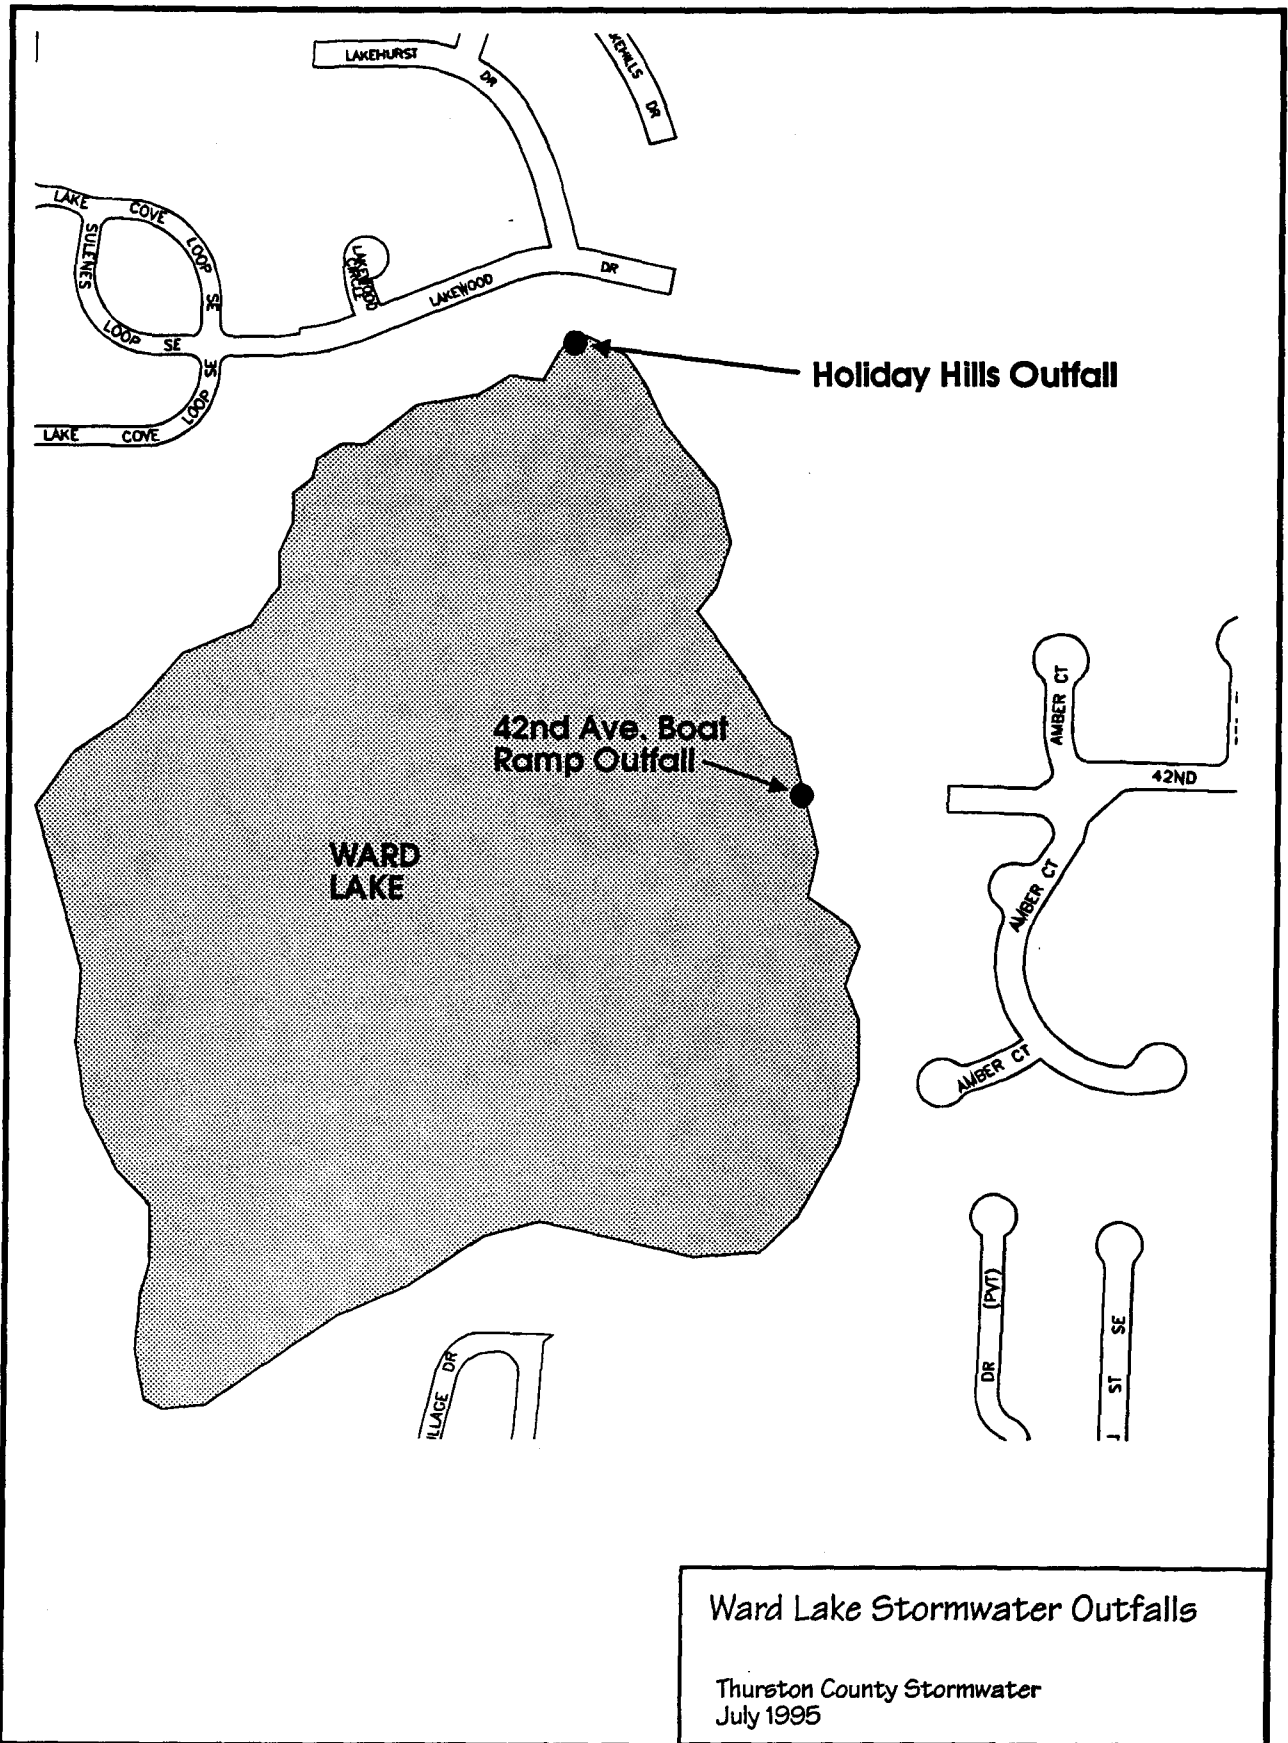 LAKEHURST
DR
DR
LAKE
COVE
LOOP
SE
SULENES
LOOP
SE
SE
LOOP
LAKE
COVE
LAKEWOOD
CIRCLE
LAKEWOOD
DR
Holiday Hills Outfall
42nd Ave. Boat
Ramp Outfall
WARD
LAKE
AMBER CT
42ND
AMBER CT
AMBER CT
ILLAGE DR
DR (PVT)
ST SE
Ward Lake Stormwater Outfalls
Thurston County Stormwater
July 1995